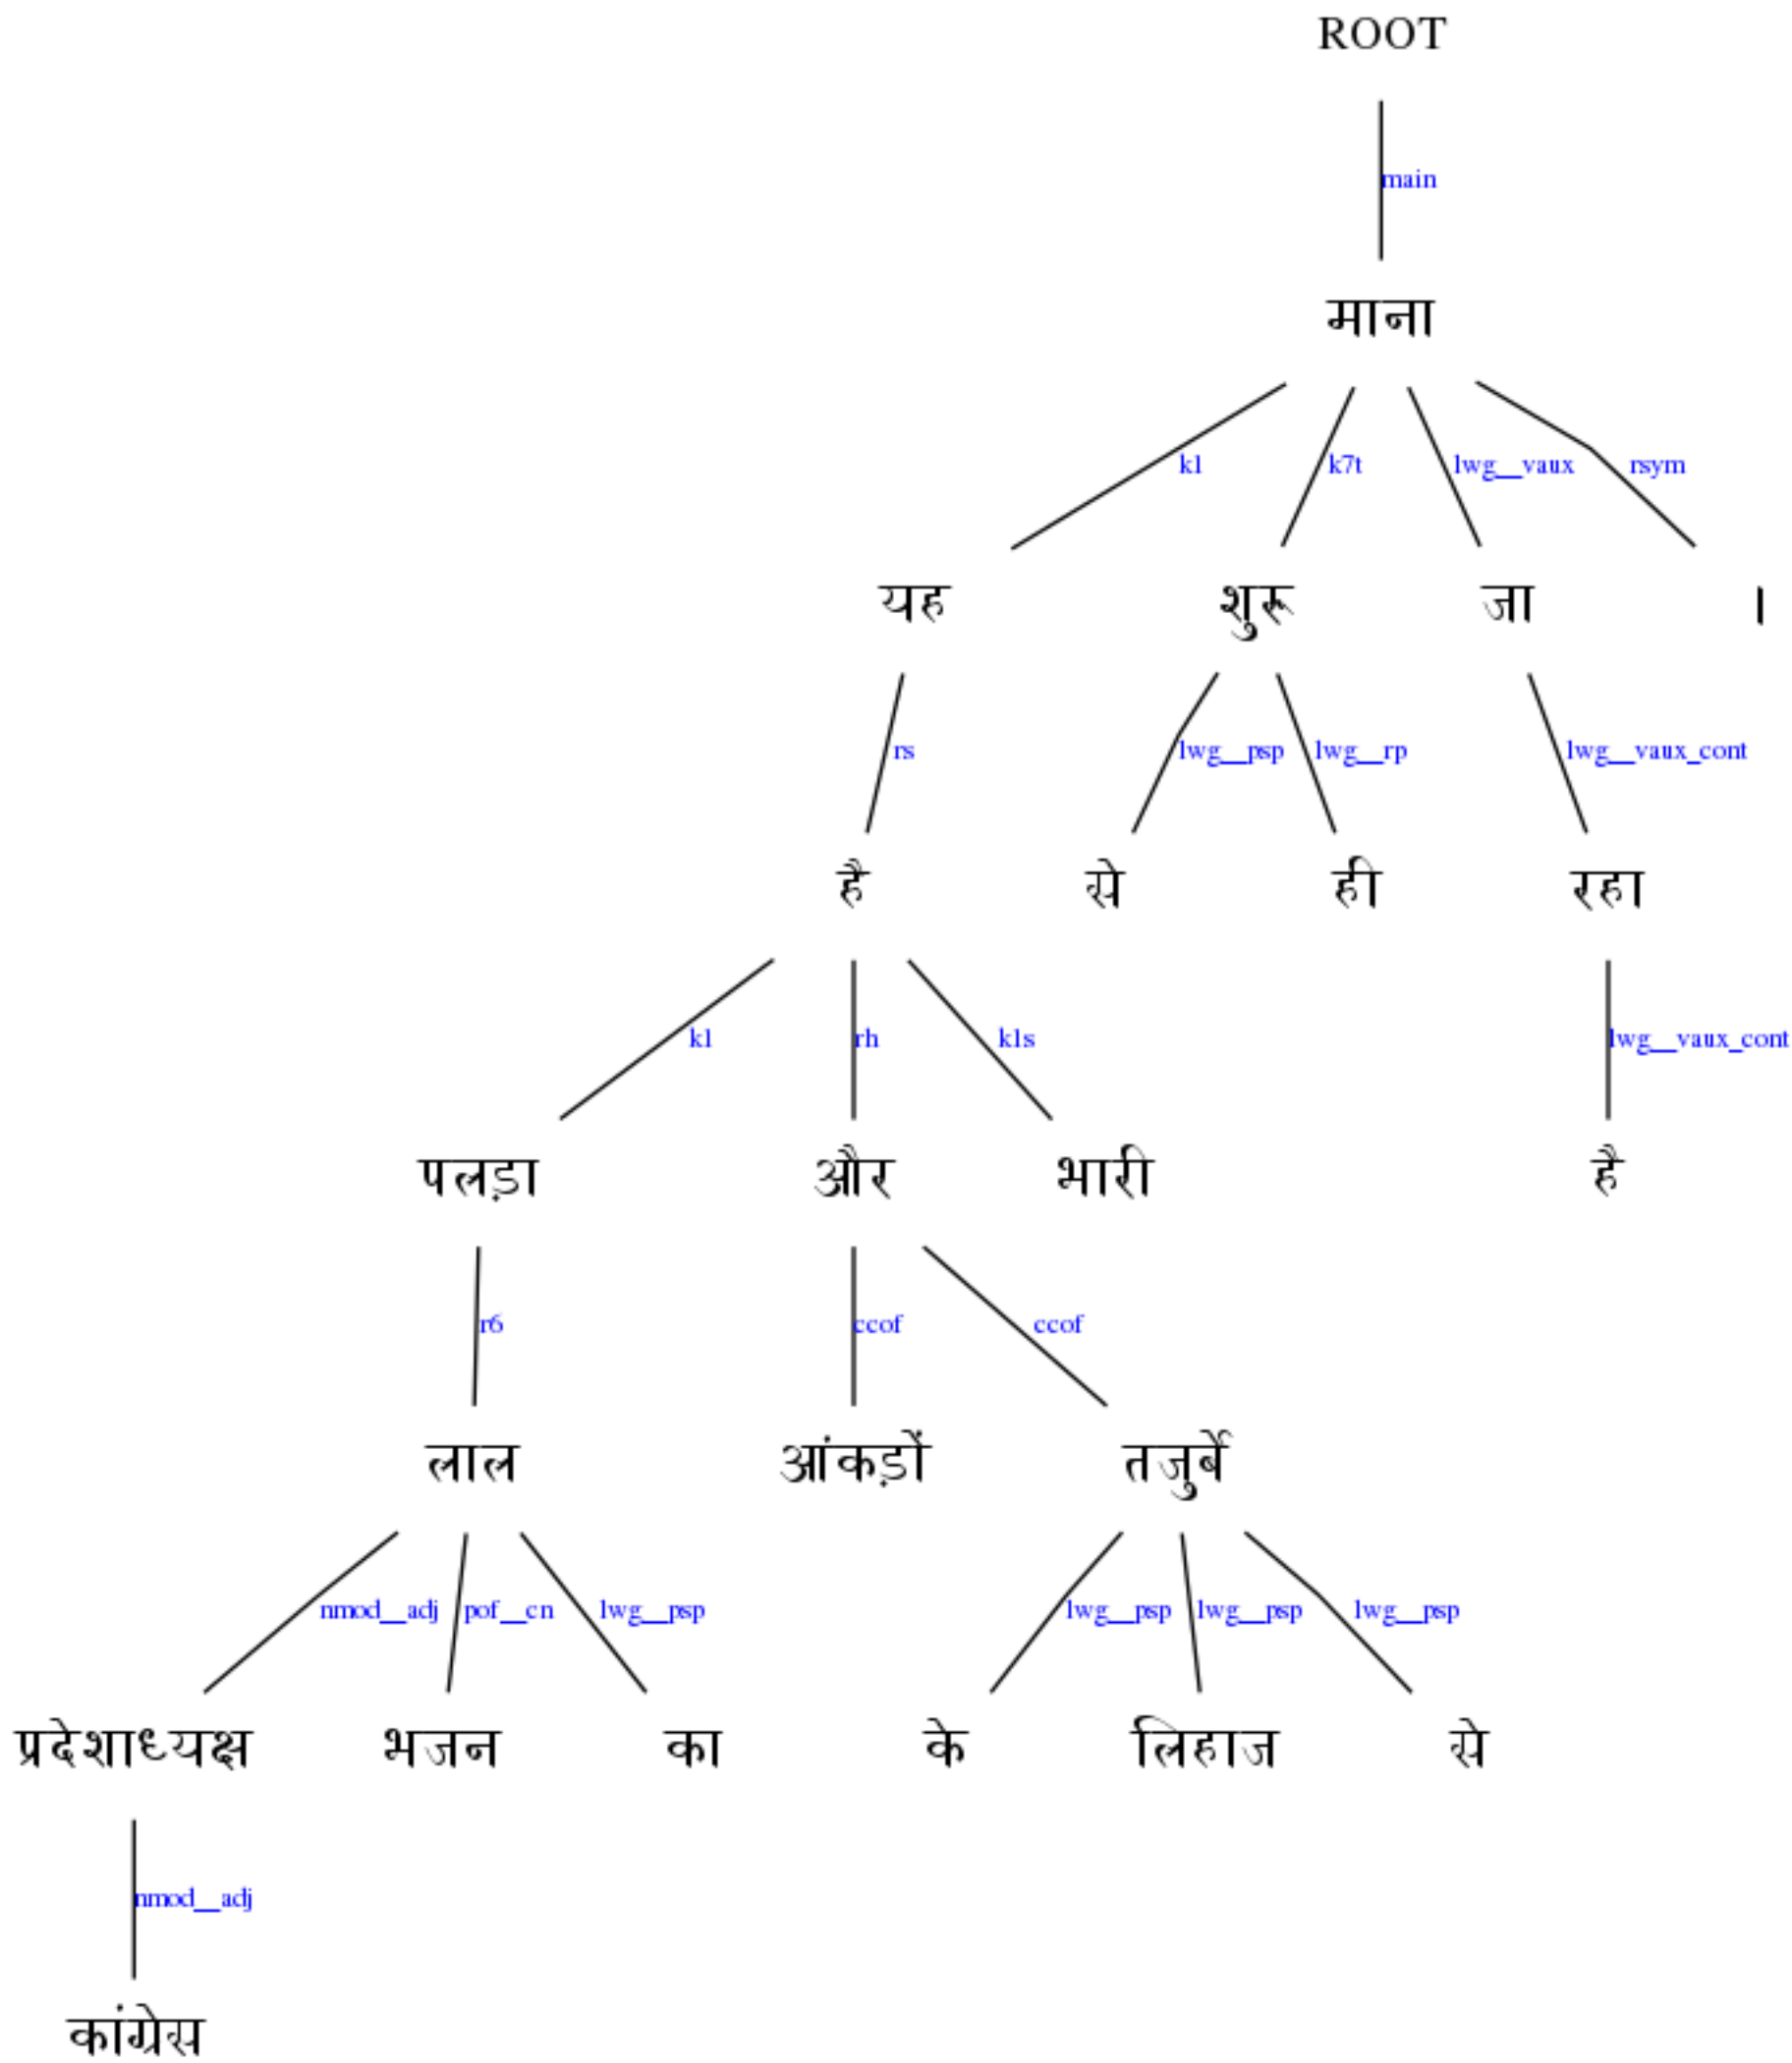 ROOT
main
माना
k1 k7t lwg__vaux rsym
यह शुरू जा ।
rs lwg__psp lwg__rp lwg__vaux_cont
है से ही रहा
k1 rh k1s lwg__vaux_cont
पलड़ा और भारी है
r6 ccof ccof
लाल आंकड़ों तजुर्बे
nmod__adj pof__cn lwg__psp lwg__psp lwg__psp lwg__psp
प्रदेशाध्यक्ष भजन का के लिहाज से
nmod__adj
कांग्रेस